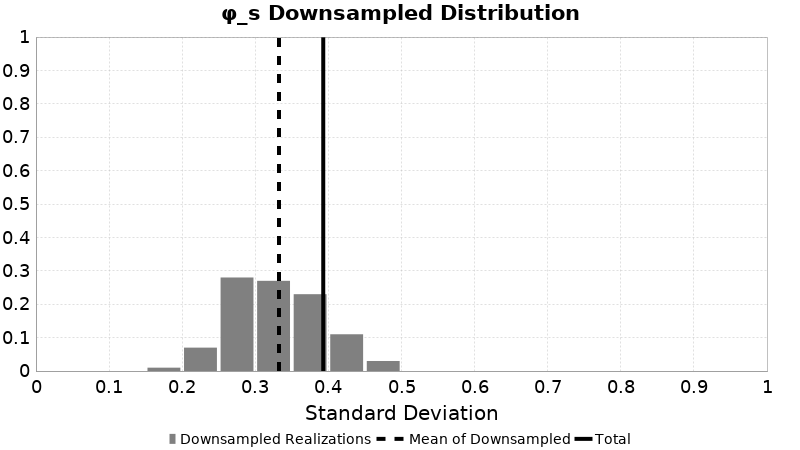 φ_s Downsampled Distribution
1
0.9
0.8
0.7
0.6
0.5
0.4
0.3
0.2
0.1
0
0 0.1 0.2 0.3 0.4 0.5 0.6 0.7 0.8 0.9 1
Standard Deviation
Downsampled Realizations Mean of Downsampled Total